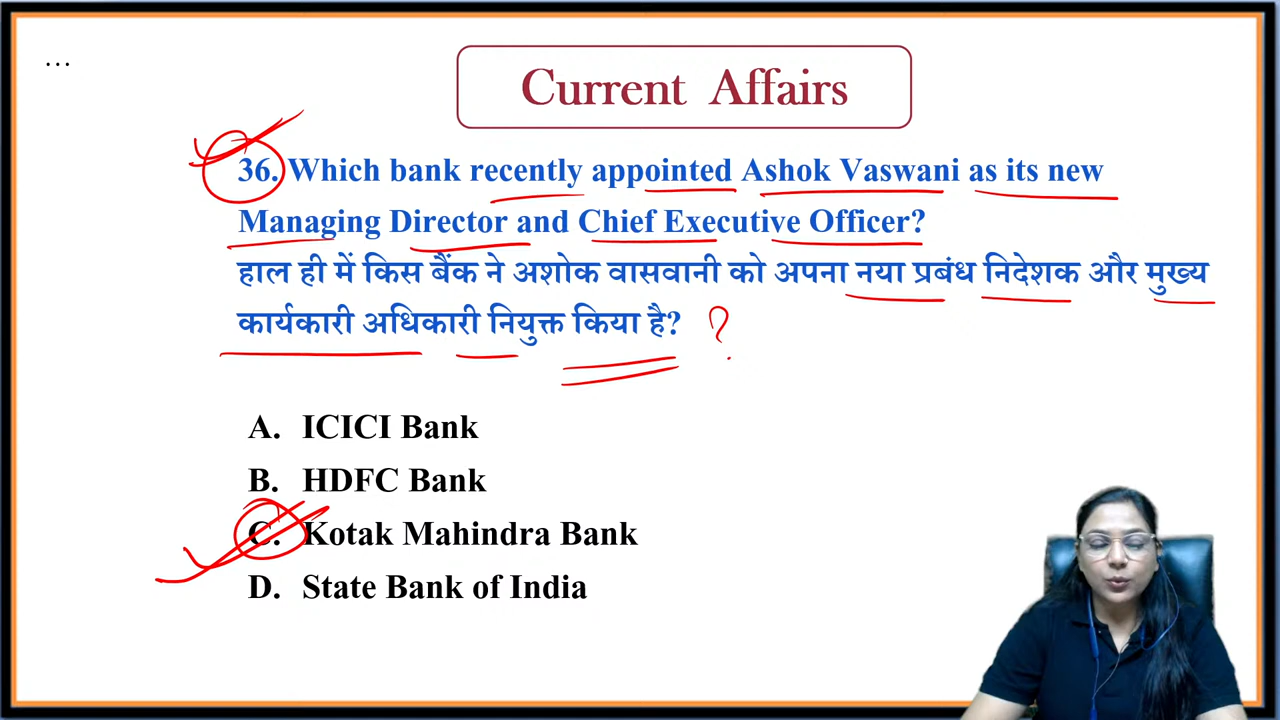 ...
Current Affairs
36. Which bank recently appointed Ashok Vaswani as its new
Managing Director and Chief Executive Officer?
हाल ही में किस बैंक ने अशोक वासवानी को अपना नया प्रबंध निदेशक और मुख्य
कार्यकारी अधिकारी नियुक्त किया है? ?
A. ICICI Bank
B. HDFC Bank
C. Kotak Mahindra Bank
D. State Bank of India